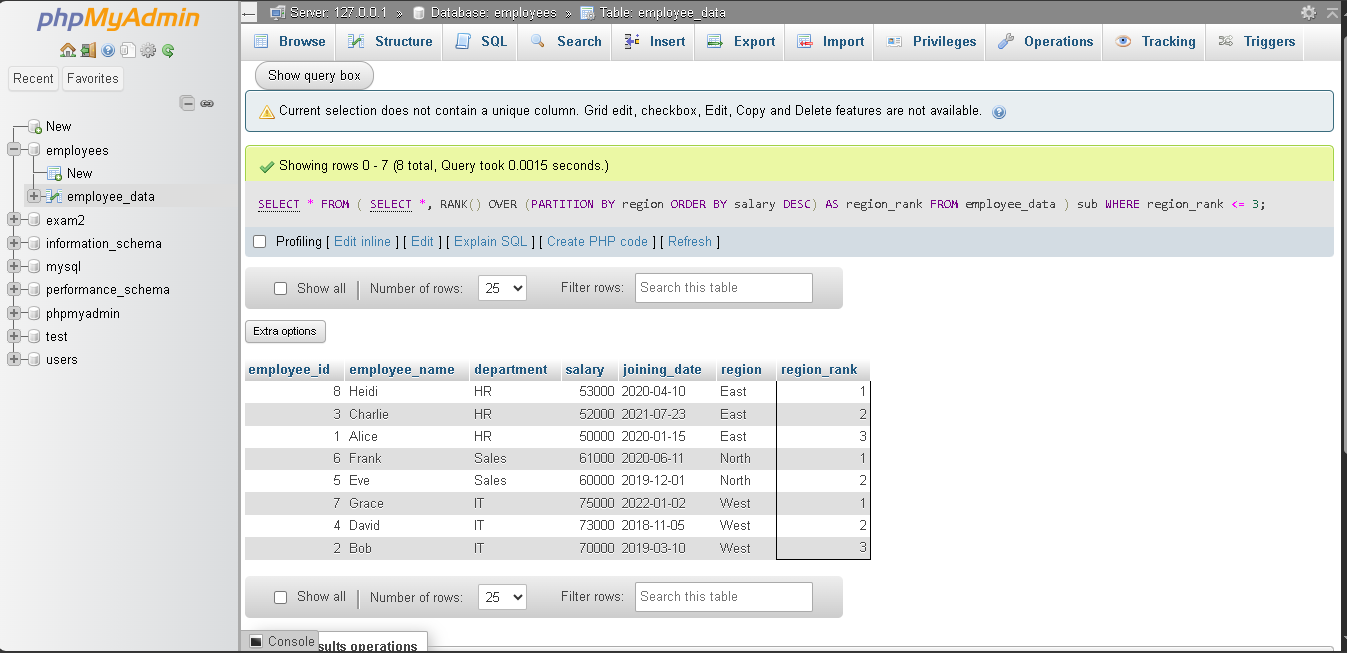 phpMyAdmin
Recent Favorites
New
employees
New
employee_data
exam2
information_schema
mysql
performance_schema
phpmyadmin
test
users
Server: 127.0.0.1 » Database: employees » Table: employee_data
Browse Structure SQL Search Insert Export Import Privileges Operations Tracking Triggers
Show query box
Current selection does not contain a unique column. Grid edit, checkbox, Edit, Copy and Delete features are not available.
Showing rows 0 - 7 (8 total, Query took 0.0015 seconds.)
SELECT * FROM ( SELECT *, RANK() OVER (PARTITION BY region ORDER BY salary DESC) AS region_rank FROM employee_data ) sub WHERE region_rank <= 3;
Profiling [ Edit inline ] [ Edit ] [ Explain SQL ] [ Create PHP code ] [ Refresh ]
Show all | Number of rows: 25 Filter rows: Search this table
Extra options
employee_id employee_name department salary joining_date region region_rank
8 Heidi HR 53000 2020-04-10 East 1
3 Charlie HR 52000 2021-07-23 East 2
1 Alice HR 50000 2020-01-15 East 3
6 Frank Sales 61000 2020-06-11 North 1
5 Eve Sales 60000 2019-12-01 North 2
7 Grace IT 75000 2022-01-02 West 1
4 David IT 73000 2018-11-05 West 2
2 Bob IT 70000 2019-03-10 West 3
Show all | Number of rows: 25 Filter rows: Search this table
Console sults operations